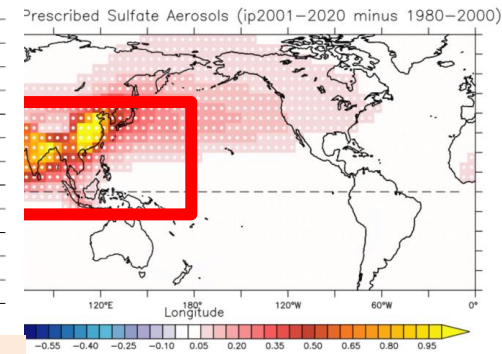 Prescribed Sulfate Aerosols (ip2001-2020 minus 1980-2000)
120°E 180° 120°W 60°W 0°
Longitude
-0.55 -0.40 -0.25 -0.10 0.05 0.20 0.35 0.50 0.65 0.80 0.95